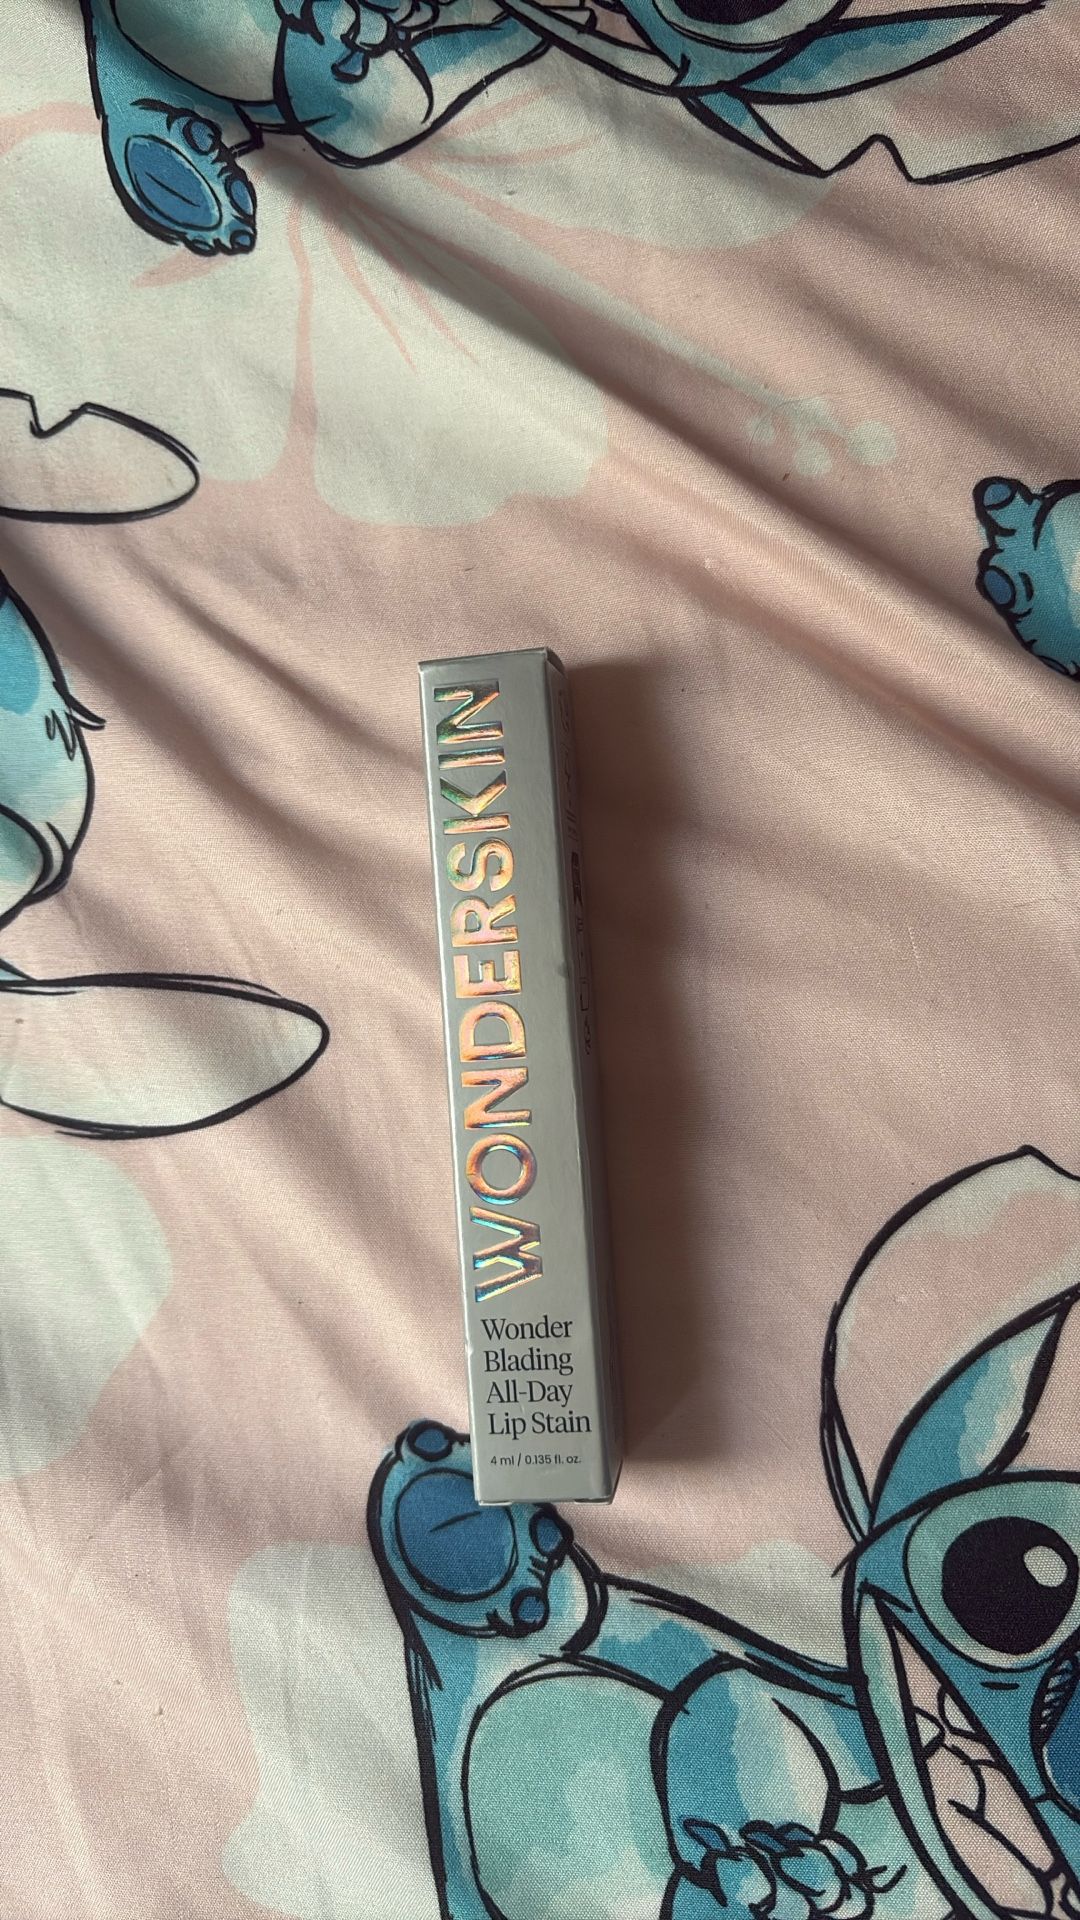 WONDERSKIN
Wonder
Blading
All-Day
Lip Stain
4 ml / 0.135 fl. oz.